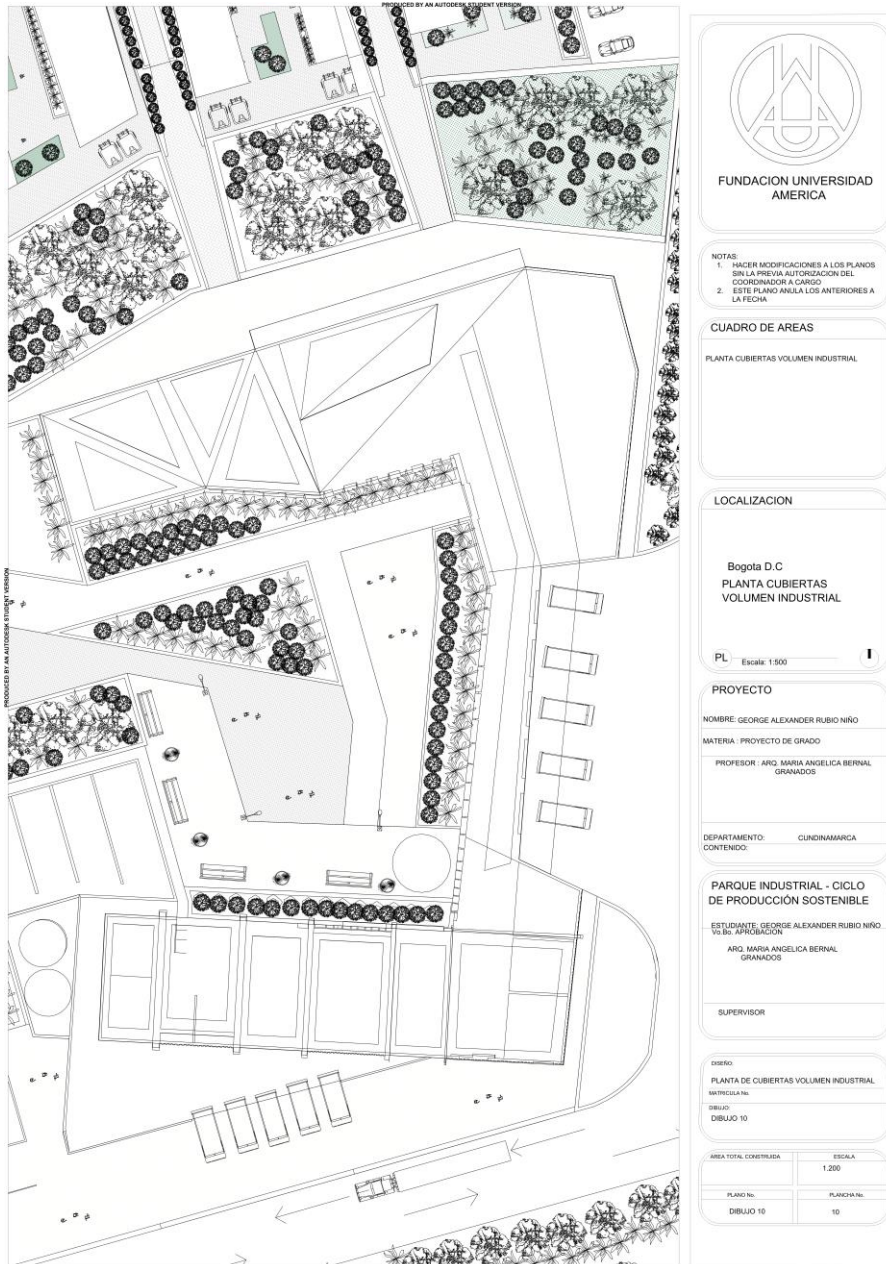 PRODUCED BY AN AUTODESK STUDENT VERSION
PRODUCED BY AN AUTODESK STUDENT VERSION
FUNDACION UNIVERSIDAD
AMERICA
NOTAS:
1. HACER MODIFICACIONES A LOS PLANOS
SIN LA PREVIA AUTORIZACION DEL
COORDINADOR A CARGO
2. ESTE PLANO ANULA LOS ANTERIORES A
LA FECHA
CUADRO DE AREAS
PLANTA CUBIERTAS VOLUMEN INDUSTRIAL
LOCALIZACION
Bogota D.C
PLANTA CUBIERTAS
VOLUMEN INDUSTRIAL
PL Escala: 1:500
PROYECTO
NOMBRE: GEORGE ALEXANDER RUBIO NIÑO
MATERIA : PROYECTO DE GRADO
PROFESOR : ARQ. MARIA ANGELICA BERNAL
GRANADOS
DEPARTAMENTO: CUNDINAMARCA
CONTENIDO:
PARQUE INDUSTRIAL - CICLO
DE PRODUCCIÓN SOSTENIBLE
ESTUDIANTE: GEORGE ALEXANDER RUBIO NIÑO
Vo.Bo. APROBACION
ARQ. MARIA ANGELICA BERNAL
GRANADOS
SUPERVISOR
DISEÑO:
PLANTA DE CUBIERTAS VOLUMEN INDUSTRIAL
MATRICULA No.
DIBUJO:
DIBUJO 10
AREA TOTAL CONSTRUIDA ESCALA
1.200
PLANO No. PLANCHA No.
DIBUJO 10 10